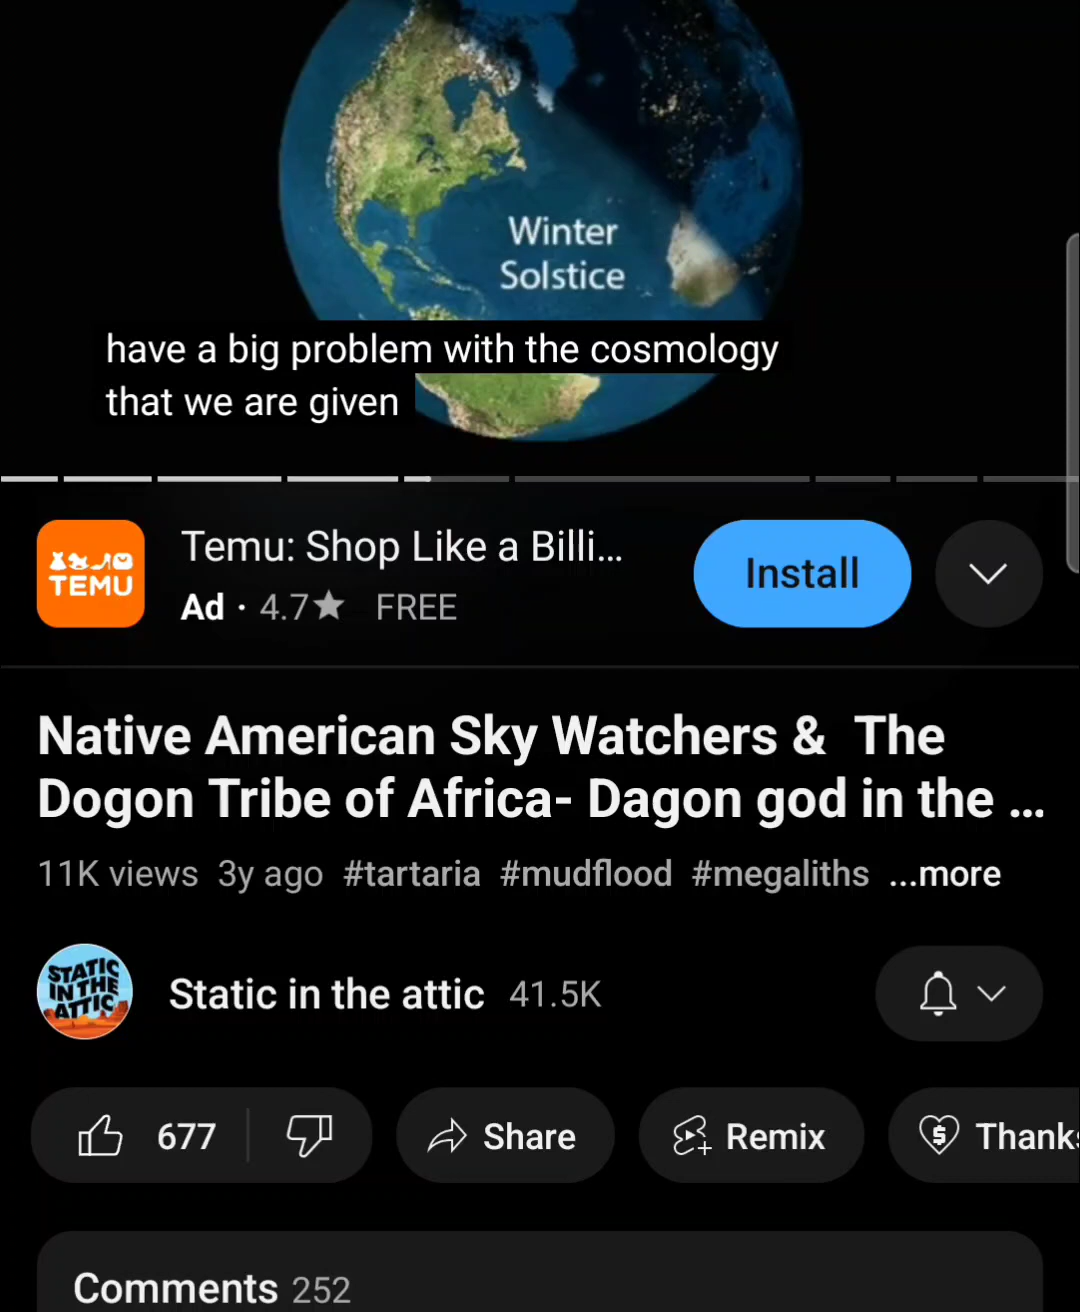 Winter
Solstice
have a big problem with the cosmology
that we are given
TEMU
Temu: Shop Like a Billi...
Ad · 4.7★ FREE
Install
Native American Sky Watchers & The
Dogon Tribe of Africa- Dagon god in the ...
11K views 3y ago #tartaria #mudflood #megaliths ...more
STATIC
IN THE
ATTIC
Static in the attic 41.5K
677
Share
Remix
Thanks
Comments 252